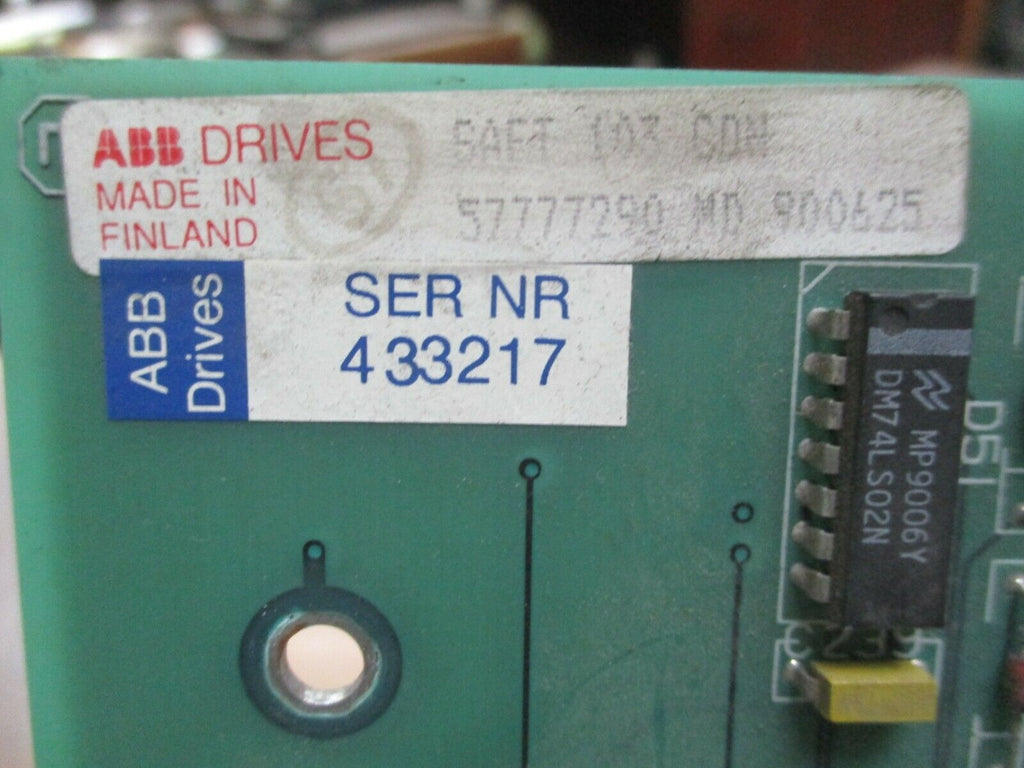 ABB DRIVES
MADE IN
FINLAND
SAFT 103 CON
57777290 MD 900625
ABB
Drives
SER NR
433217
MP9006Y
DM74LS02N
D51